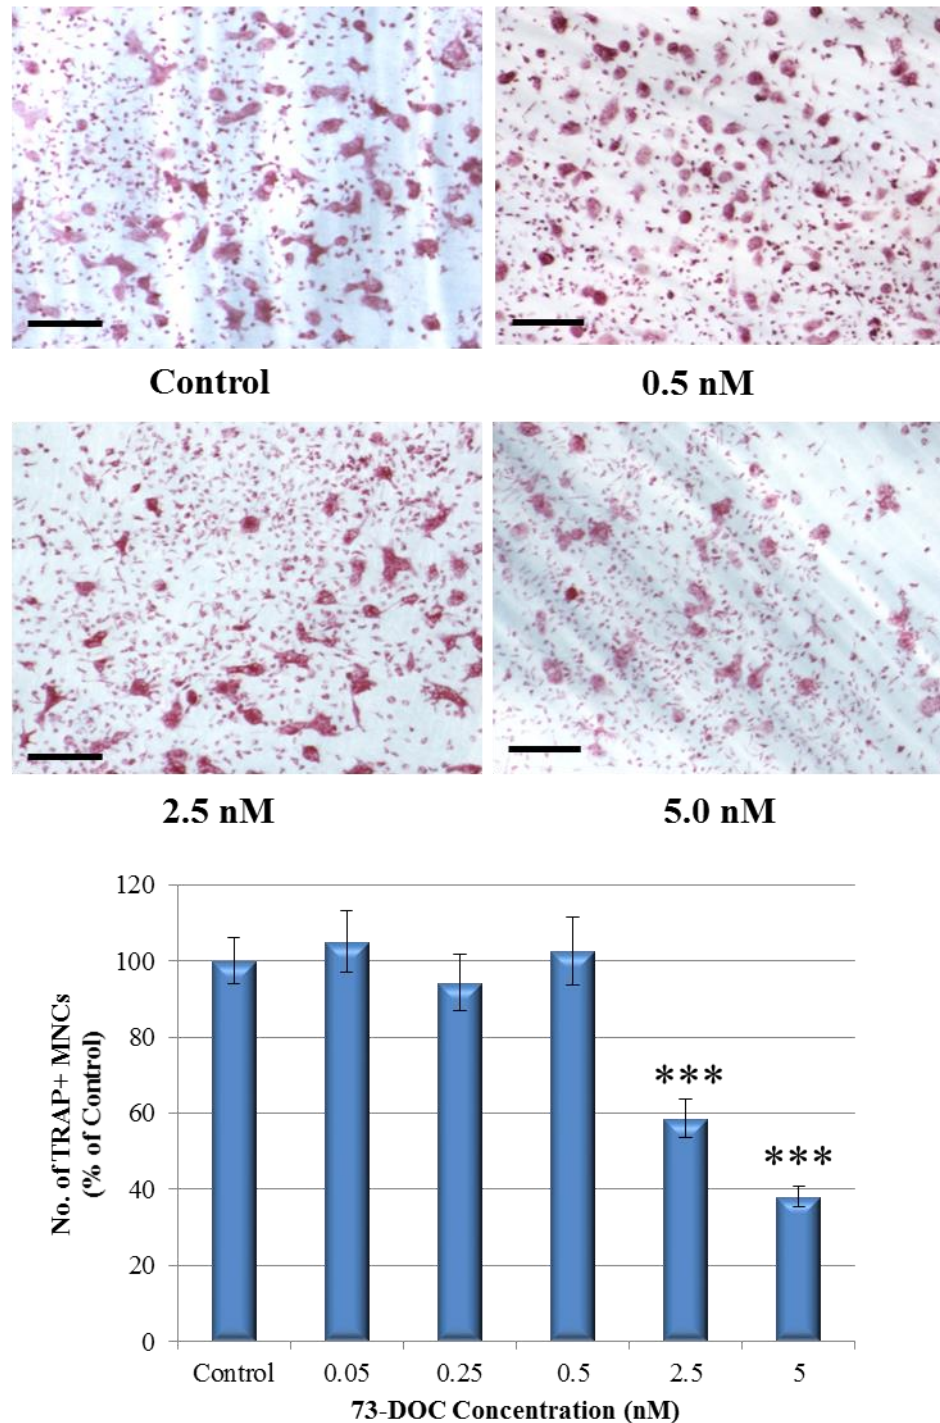 Control
0.5 nM
2.5 nM
5.0 nM
120
100
80
60
40
20
0
No. of TRAP+ MNCs
(% of Control)
***
***
Control
0.05
0.25
0.5
2.5
5
73-DOC Concentration (nM)